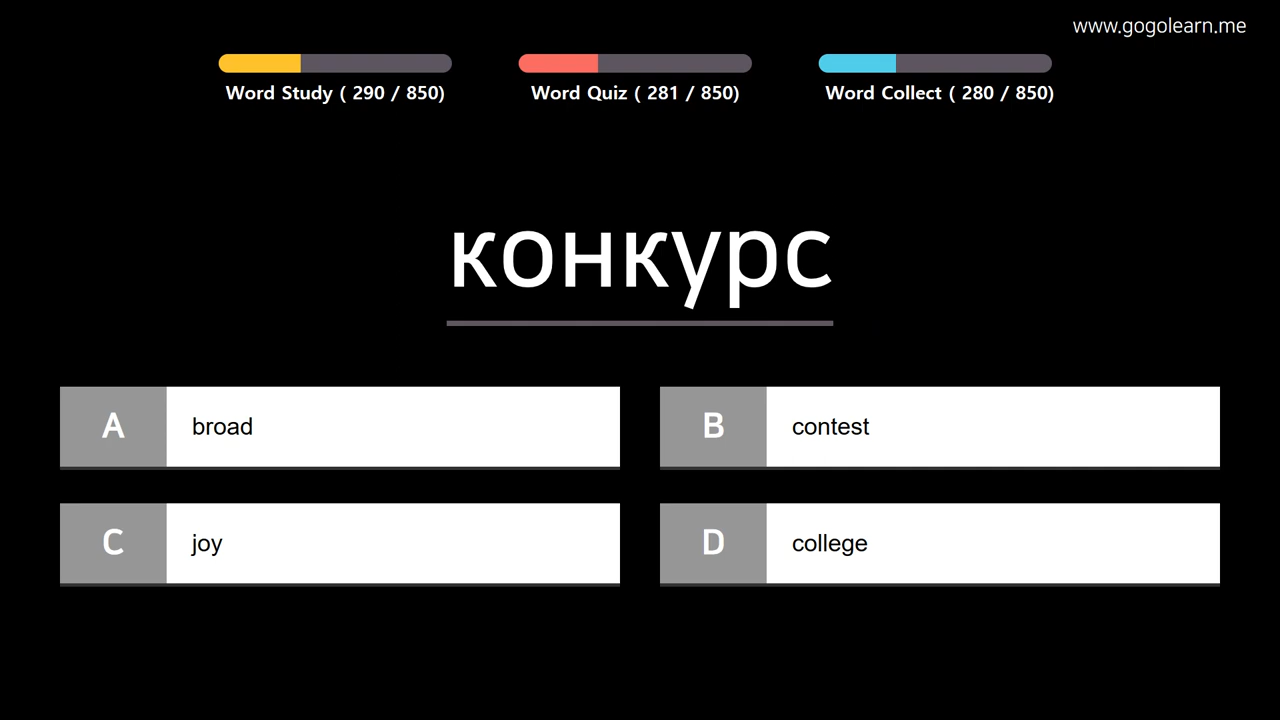 www.gogolearn.me
Word Study ( 290 / 850)
Word Quiz ( 281 / 850)
Word Collect ( 280 / 850)
конкурс
A broad
B contest
C joy
D college